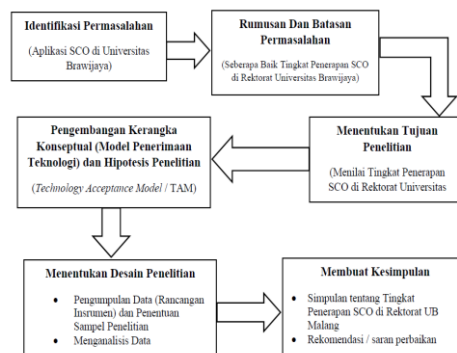 Identifikasi Permasalahan
(Aplikasi SCO di Universitas
Brawijaya)
Rumusan Dan Batasan
Permasalahan
(Seberapa Baik Tingkat Penerapan SCO
di Rektorat Universitas Brawijaya)
Menentukan Tujuan
Penelitian
(Menilai Tingkat Penerapan
SCO di Rektorat Universitas
Pengembangan Kerangka
Konseptual (Model Penerimaan
Teknologi) dan Hipotesis Penelitian
(Technology Acceptance Model / TAM)
Menentukan Desain Penelitian
• Pengumpulan Data (Rancangan
Insrumen) dan Penentuan
Sampel Penelitian
• Menganalisis Data
Membuat Kesimpulan
• Simpulan tentang Tingkat
Penerapan SCO di Rektorat UB
Malang
• Rekomendasi / saran perbaikan